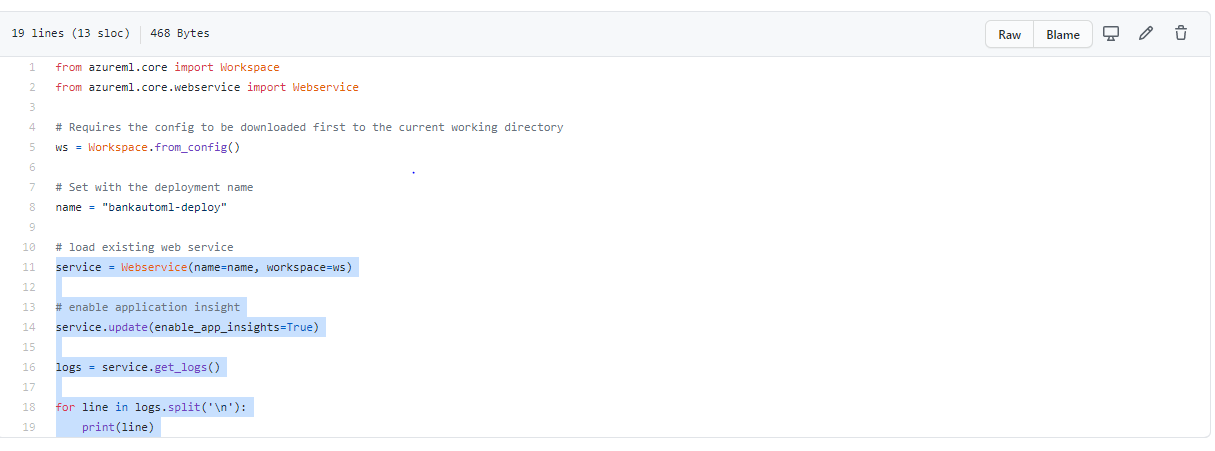 19 lines (13 sloc) 468 Bytes Raw Blame
1 from azureml.core import Workspace
2 from azureml.core.webservice import Webservice
3
4 # Requires the config to be downloaded first to the current working directory
5 ws = Workspace.from_config()
6
7 # Set with the deployment name
8 name = "bankautoml-deploy"
9
10 # load existing web service
11 service = Webservice(name=name, workspace=ws)
12
13 # enable application insight
14 service.update(enable_app_insights=True)
15
16 logs = service.get_logs()
17
18 for line in logs.split('\n'):
19     print(line)